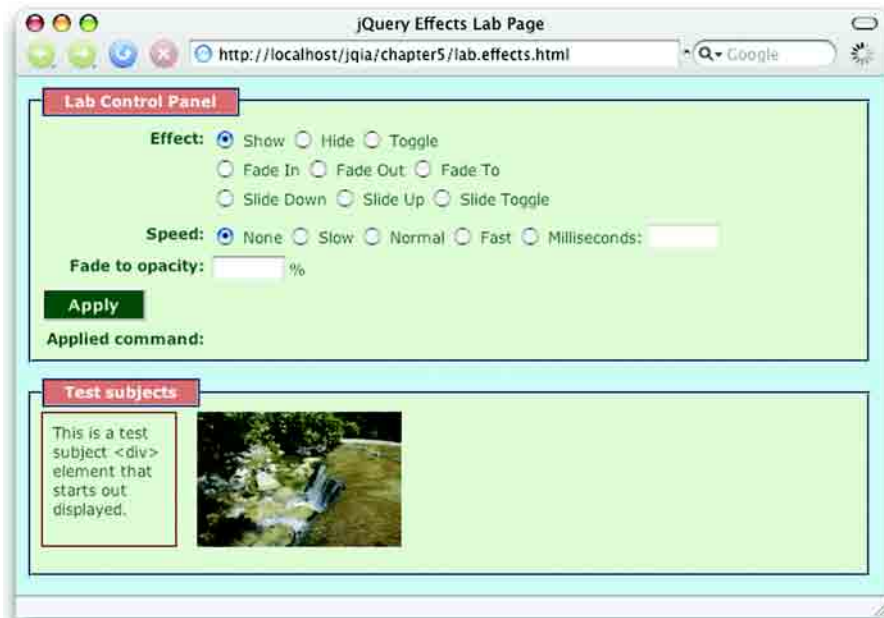 jQuery Effects Lab Page
http://localhost/jqia/chapter5/lab.effects.html
Google
Lab Control Panel
Effect: Show Hide Toggle
Fade In Fade Out Fade To
Slide Down Slide Up Slide Toggle
Speed: None Slow Normal Fast Milliseconds:
Fade to opacity: %
Apply
Applied command:
Test subjects
This is a test
subject <div>
element that
starts out
displayed.